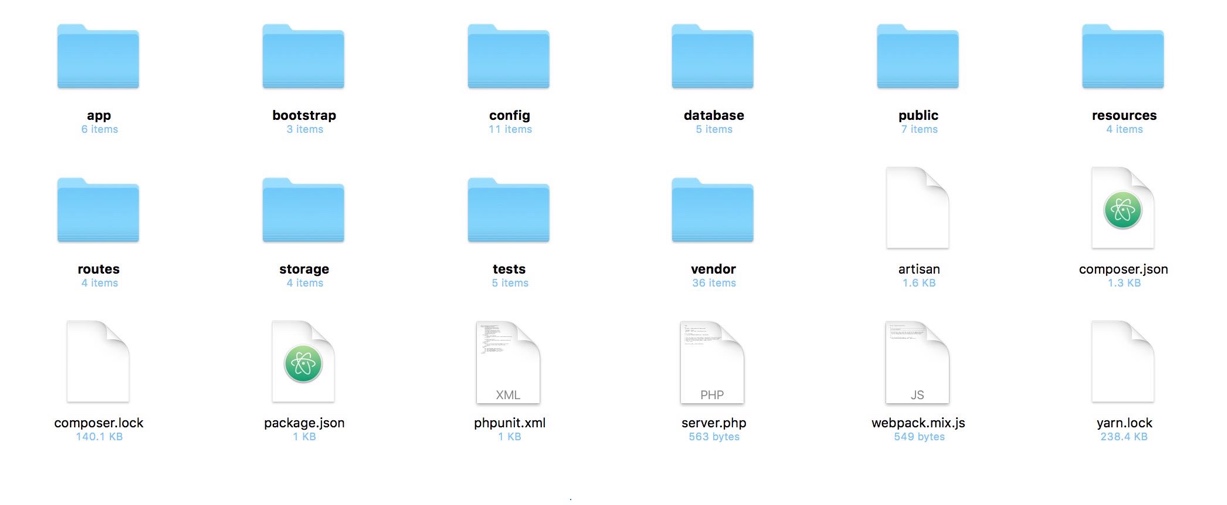 app bootstrap config database public resources
6 items 3 items 11 items 5 items 7 items 4 items
routes storage tests vendor artisan composer.json
4 items 4 items 5 items 36 items 1.6 KB 1.3 KB
XML PHP JS
composer.lock package.json phpunit.xml server.php webpack.mix.js yarn.lock
140.1 KB 1 KB 1 KB 563 bytes 549 bytes 238.4 KB